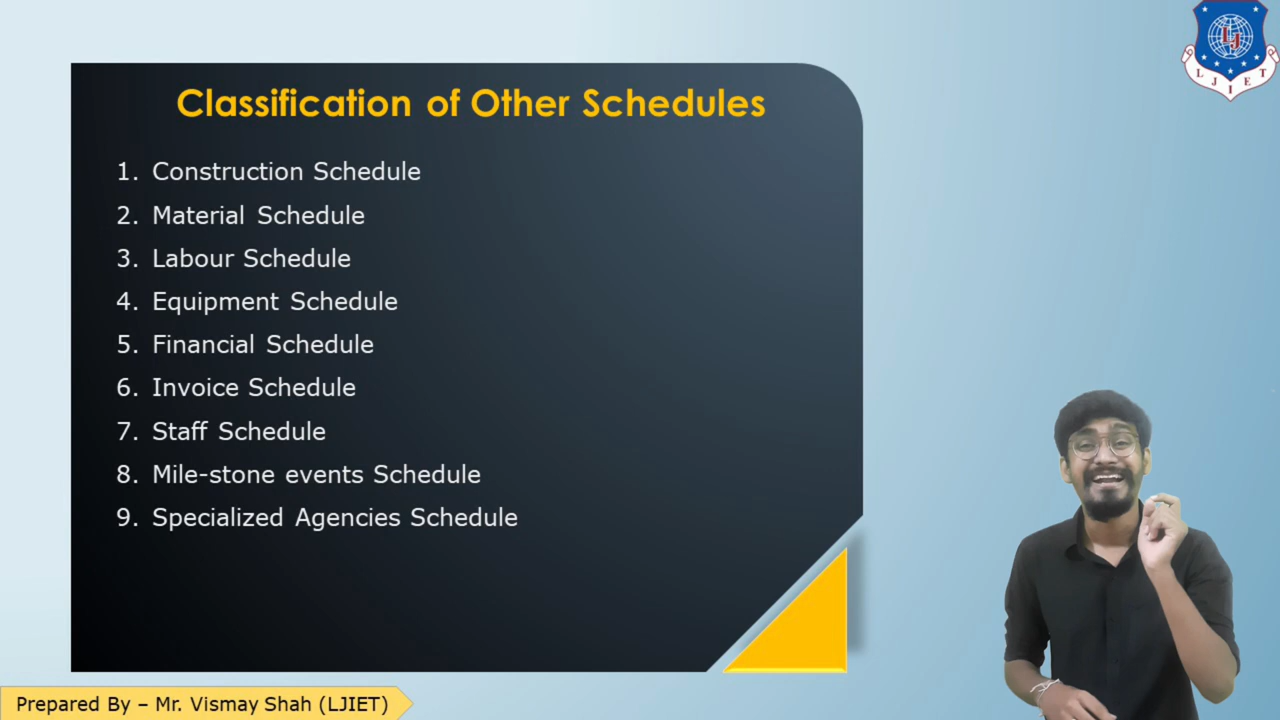 L J I E T
Classification of Other Schedules
1. Construction Schedule
2. Material Schedule
3. Labour Schedule
4. Equipment Schedule
5. Financial Schedule
6. Invoice Schedule
7. Staff Schedule
8. Mile-stone events Schedule
9. Specialized Agencies Schedule
Prepared By – Mr. Vismay Shah (LJIET)